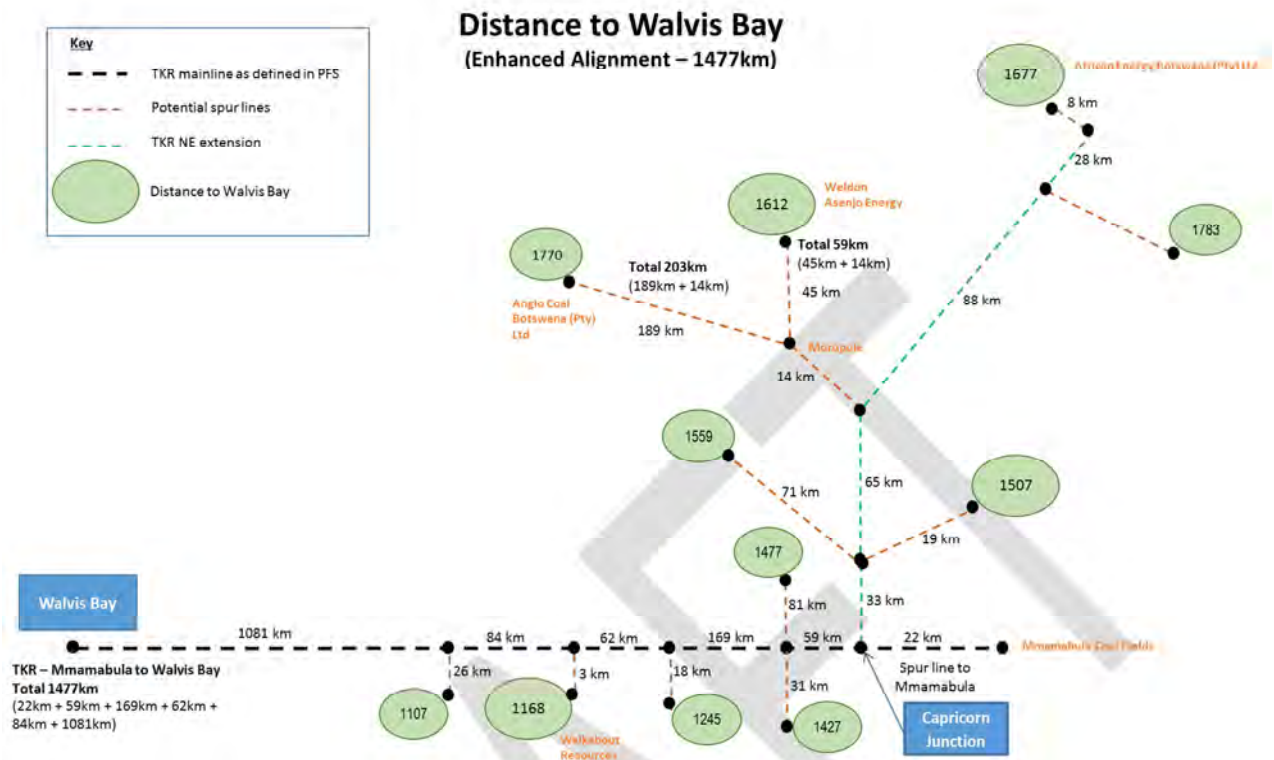 Distance to Walvis Bay
(Enhanced Alignment – 1477km)
Key
TKR mainline as defined in PFS
Potential spur lines
TKR NE extension
Distance to Walvis Bay
1677
African Energy Botswana (Pty) Ltd
8 km
28 km
1783
88 km
1612
Weldon
Asenjo Energy
Total 59km
(45km + 14km)
45 km
1770
Total 203km
(189km + 14km)
Anglo Coal
Botswana (Pty)
Ltd
189 km
Morupule
14 km
1559
71 km
65 km
1507
19 km
1477
81 km
33 km
Walvis Bay
1081 km
84 km
62 km
169 km
59 km
22 km
Mmamabula Coal Fields
TKR – Mmamabula to Walvis Bay
Total 1477km
(22km + 59km + 169km + 62km +
84km + 1081km)
26 km
3 km
18 km
31 km
Spur line to
Mmamabula
1107
1168
1245
1427
Walkabout
Resources
Capricorn
Junction